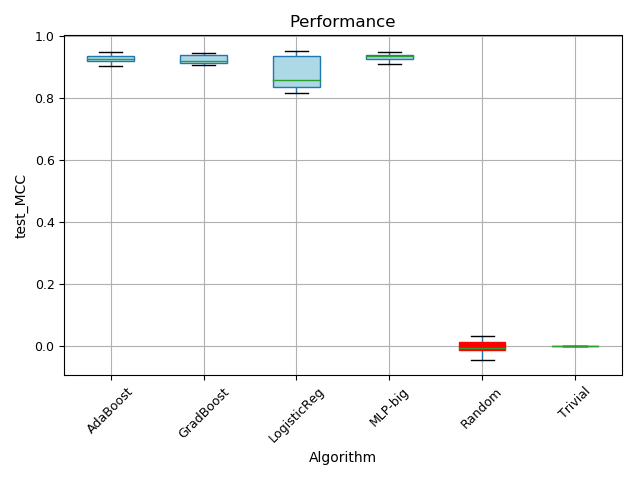 Performance
1.0
0.8
0.6
0.4
0.2
0.0
test_MCC
AdaBoost
GradBoost
LogisticReg
MLP-big
Random
Trivial
Algorithm